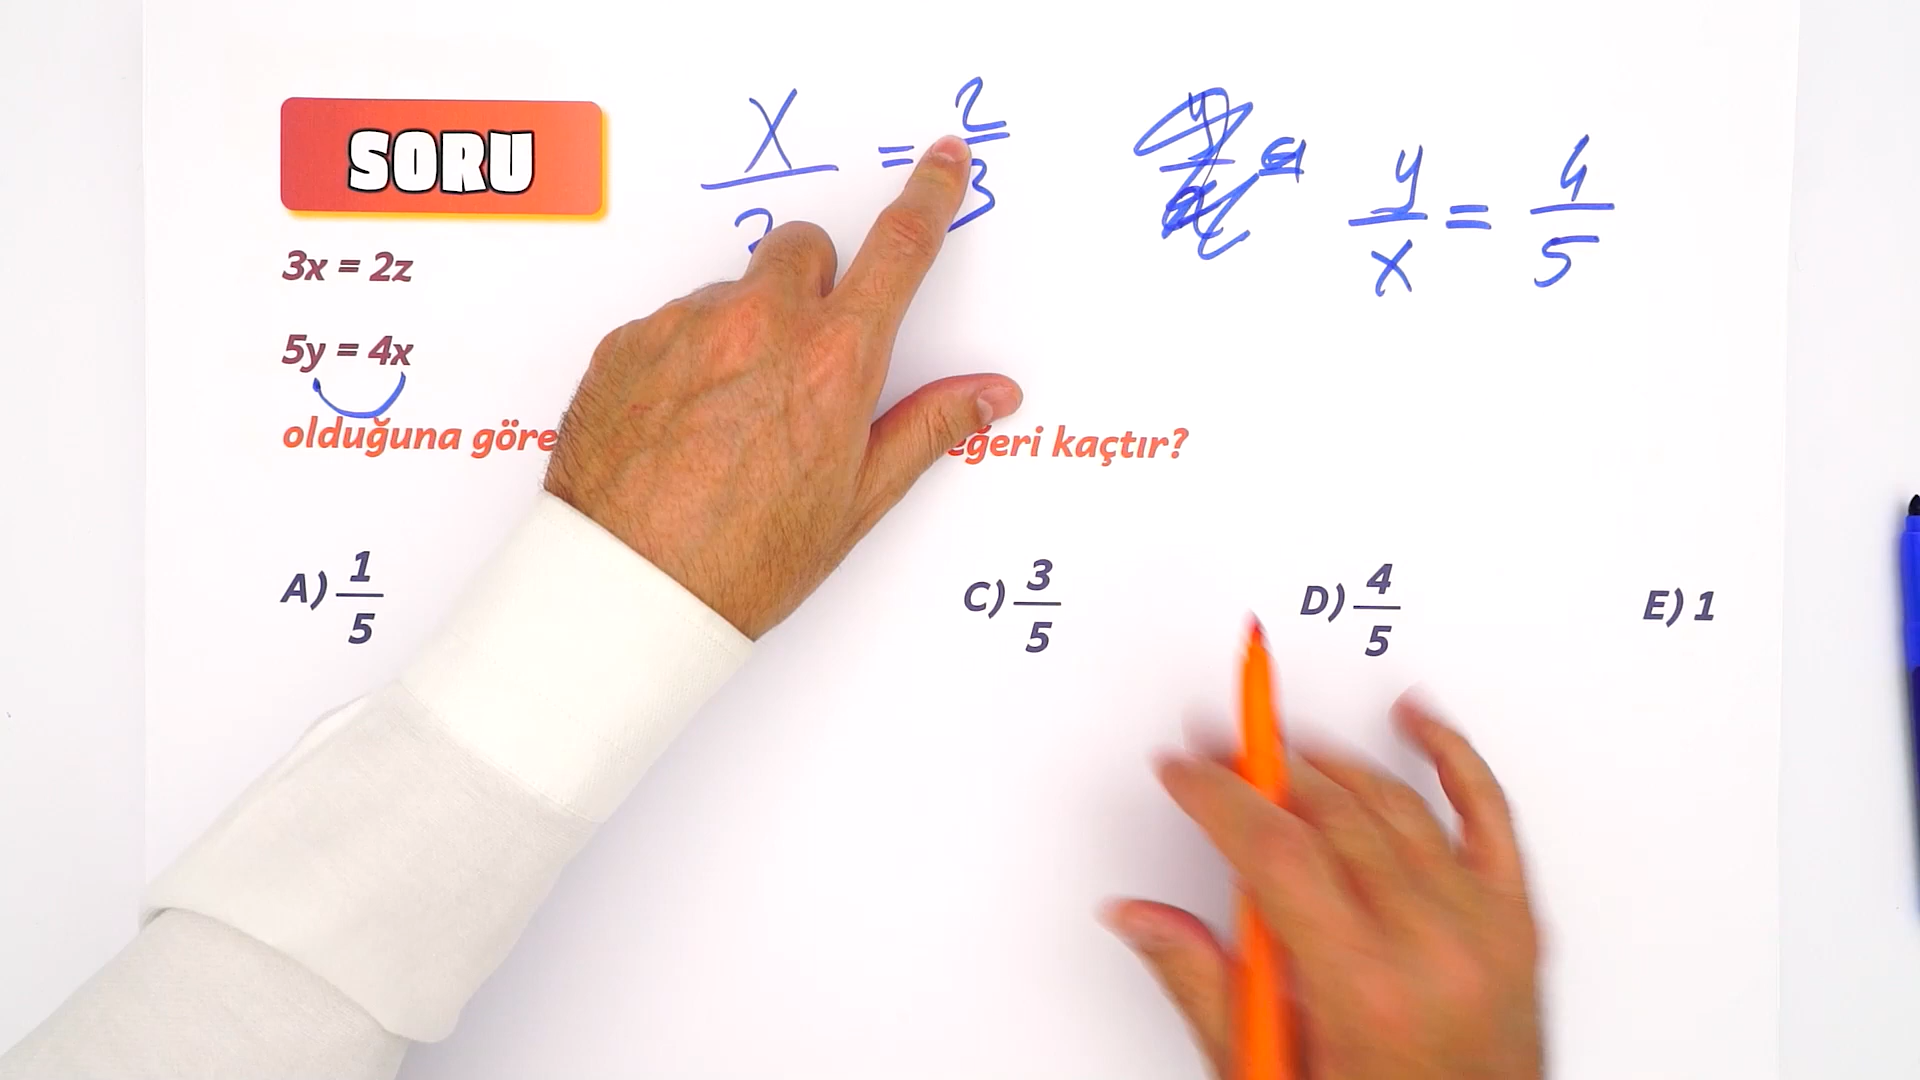 SORU
x = 2
3
y = 4
x 5
3x = 2z
5y = 4x
olduğuna göre kaçtır?
A) 1/5 C) 3/5 D) 4/5 E) 1